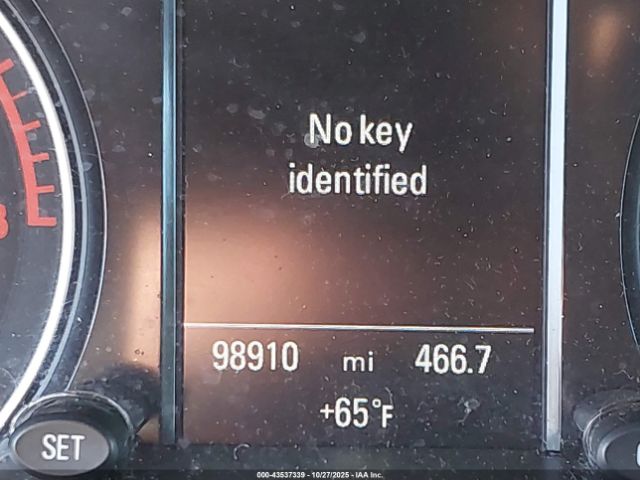 No key
identified
98910 mi 466.7
+65°F
SET
000-43537339 - 10/27/2025 - IAA Inc.